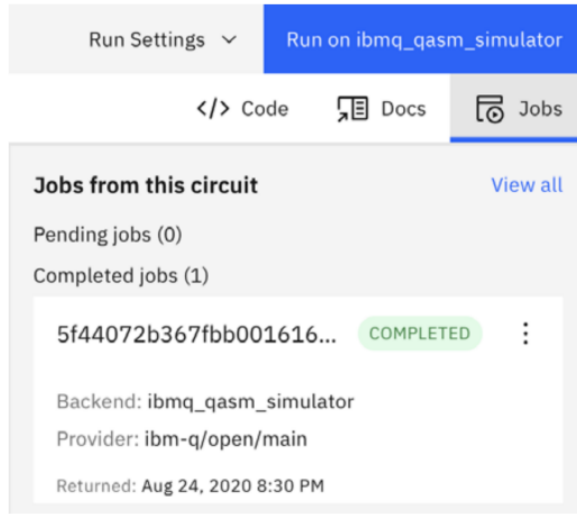 Run Settings Run on ibmq_qasm_simulator
</> Code Docs Jobs
Jobs from this circuit View all
Pending jobs (0)
Completed jobs (1)
5f44072b367fbb001616... COMPLETED
Backend: ibmq_qasm_simulator
Provider: ibm-q/open/main
Returned: Aug 24, 2020 8:30 PM